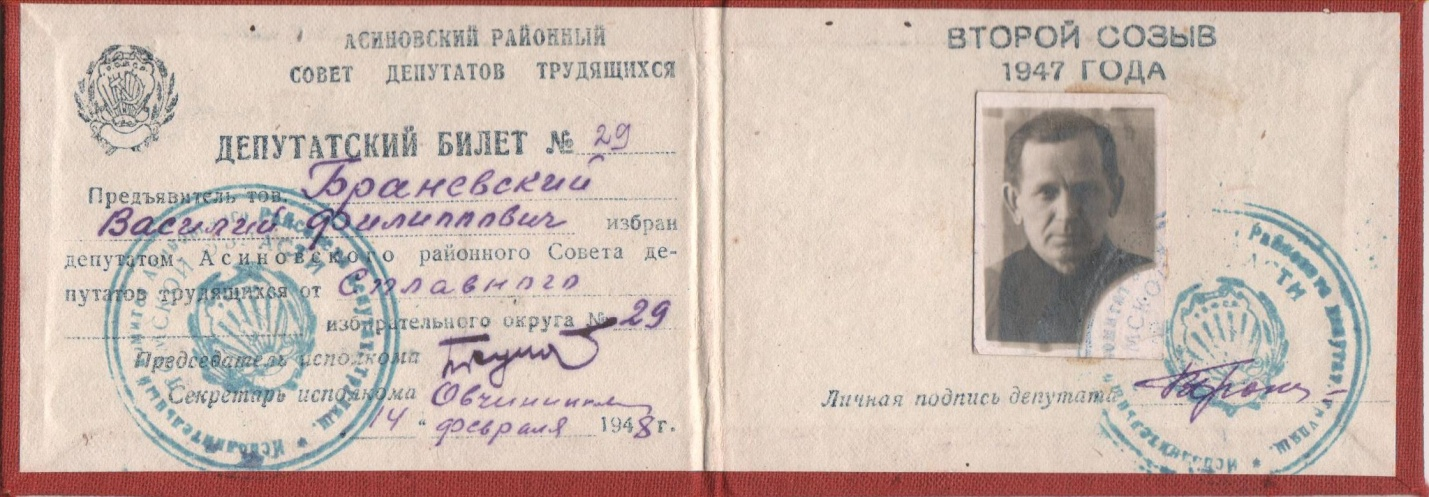 АСИНОВСКИЙ РАЙОННЫЙ
СОВЕТ ДЕПУТАТОВ ТРУДЯЩИХСЯ
ДЕПУТАТСКИЙ БИЛЕТ № 29
Предъявитель тов. Браневский
Василий Филиппович избран
депутатом Асиновского районного Совета де-
путатов трудящихся от Сплавного
избирательного округа № 29
Председатель исполкома
Секретарь исполкома
14 " февраля 1948 г.
ВТОРОЙ СОЗЫВ
1947 ГОДА
Личная подпись депутата